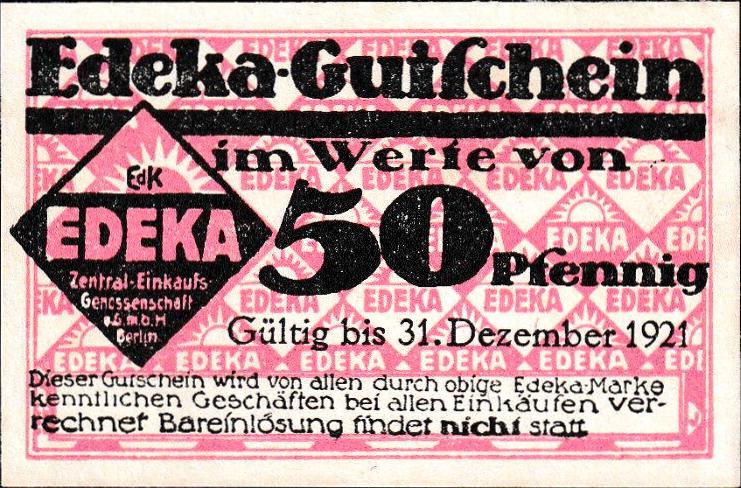 Edeka-Gutſchein
im Werte von
50 Pfennig
EdK
EDEKA
Zentral-Einkaufs-
Genossenschaft
e.G.m.b.H
Berlin.
Gültig bis 31. Dezember 1921
Dieser Gutschein wird von allen durch obige Edeka-Marke
kenntlichen Geschäften bei allen Einkäufen ver-
rechnet Bareinlösung findet nicht statt